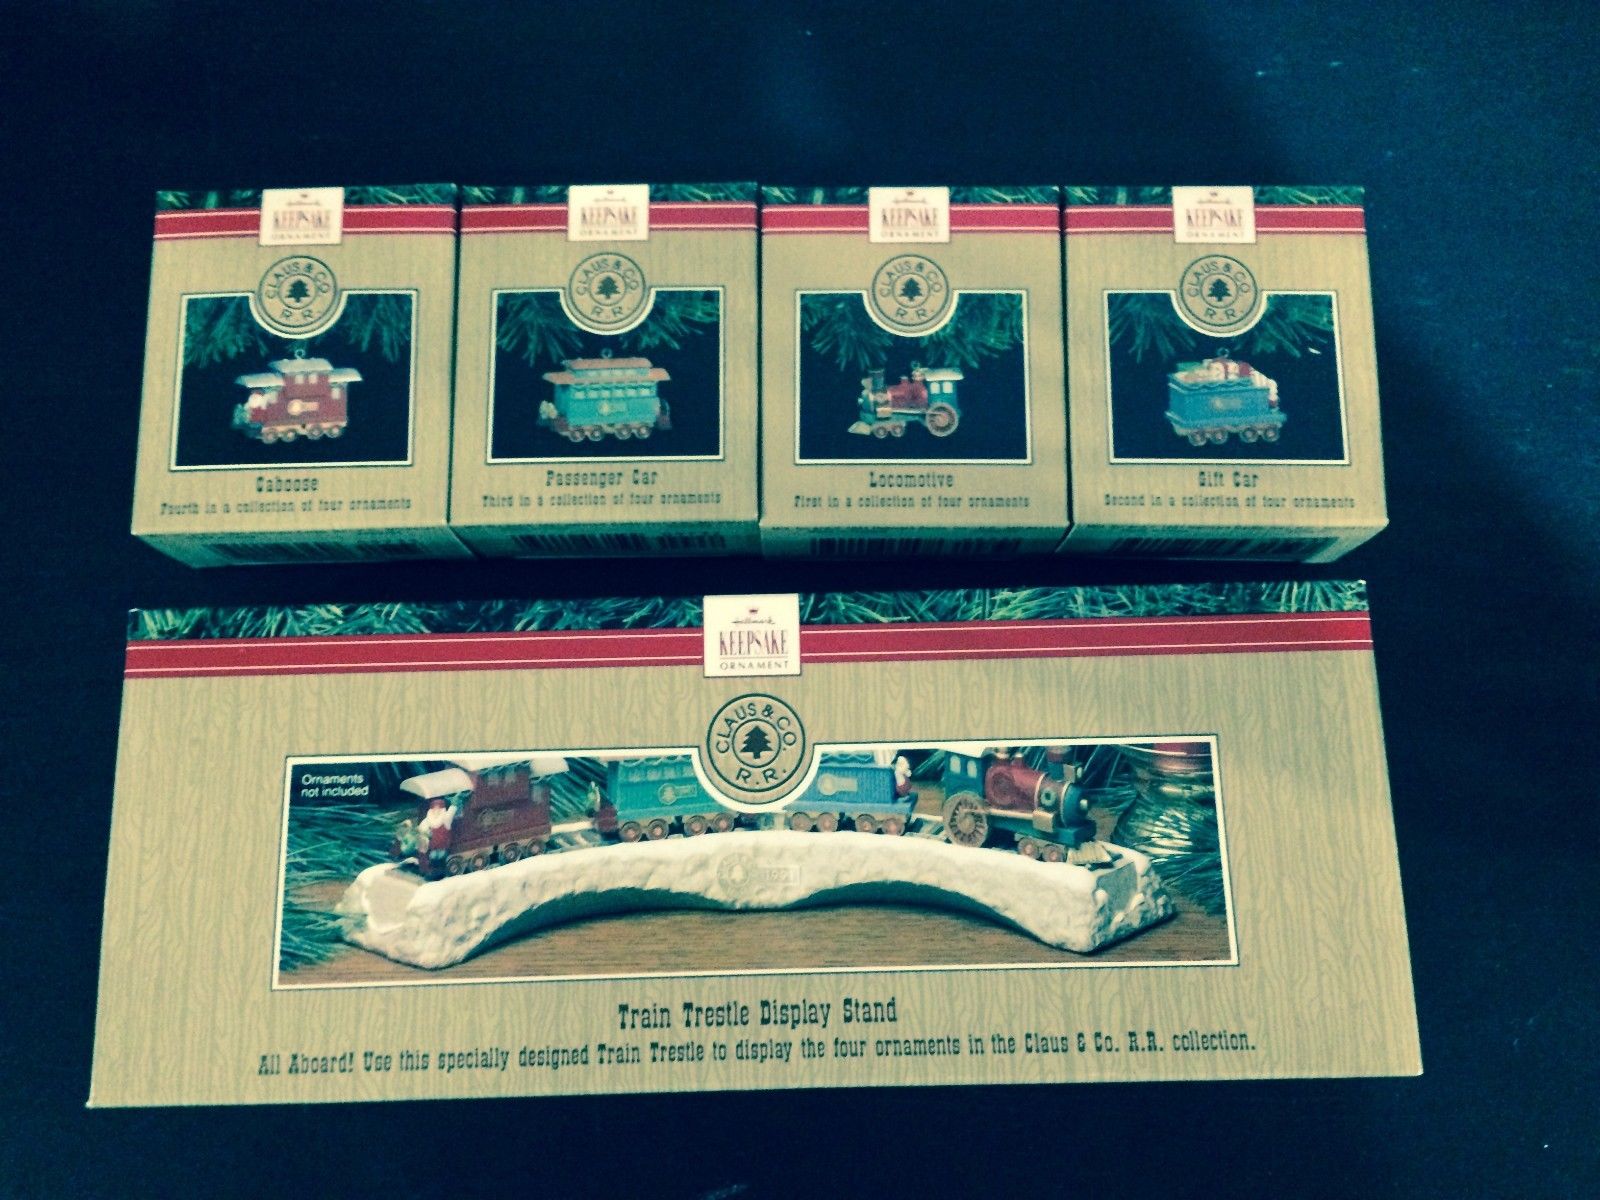 Hallmark
KEEPSAKE
ORNAMENT
CLAUS & CO.
R.R.
Caboose
Fourth in a collection of four ornaments
Hallmark
KEEPSAKE
ORNAMENT
CLAUS & CO.
R.R.
Passenger Car
Third in a collection of four ornaments
Hallmark
KEEPSAKE
ORNAMENT
CLAUS & CO.
R.R.
Locomotive
First in a collection of four ornaments
Hallmark
KEEPSAKE
ORNAMENT
CLAUS & CO.
R.R.
Gift Car
Second in a collection of four ornaments
Hallmark
KEEPSAKE
ORNAMENT
CLAUS & CO.
R.R.
Ornaments
not included
1991
Train Trestle Display Stand
All Aboard! Use this specially designed Train Trestle to display the four ornaments in the Claus & Co. R.R. collection.